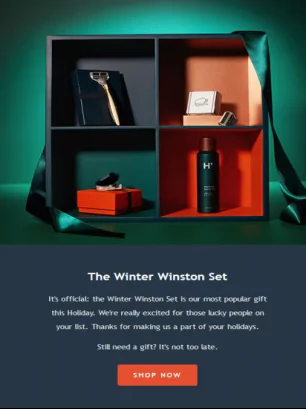 H'
The Winter Winston Set
It's official: the Winter Winston Set is our most popular gift
this Holiday. We're really excited for those lucky people on
your list. Thanks for making us a part of your holidays.
Still need a gift? It's not too late.
SHOP NOW